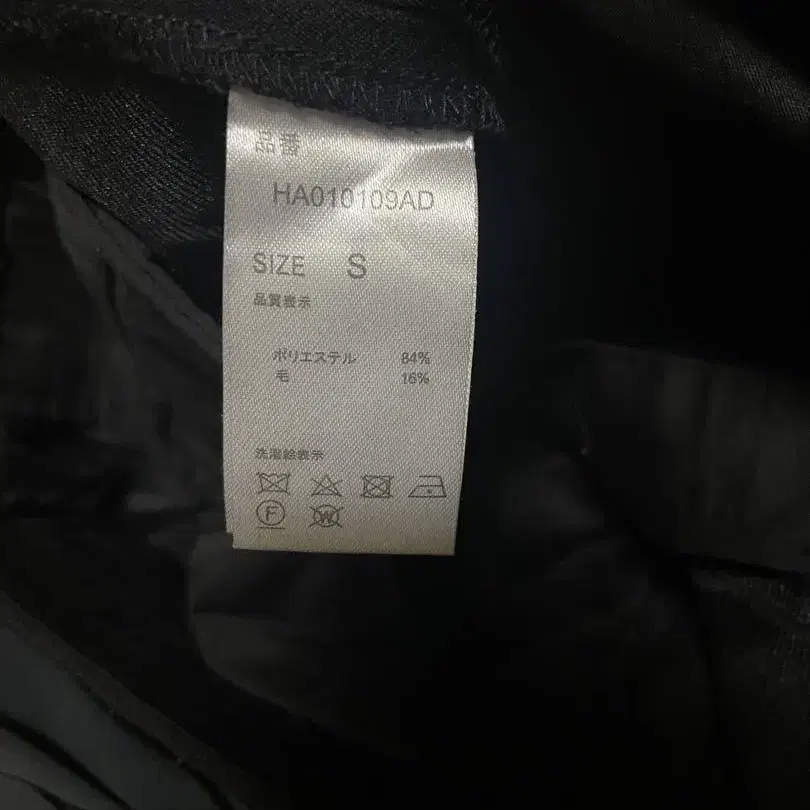 品番
HA010109AD
SIZE S
品質表示
ポリエステル 84%
毛 16%
洗濯絵表示
F W